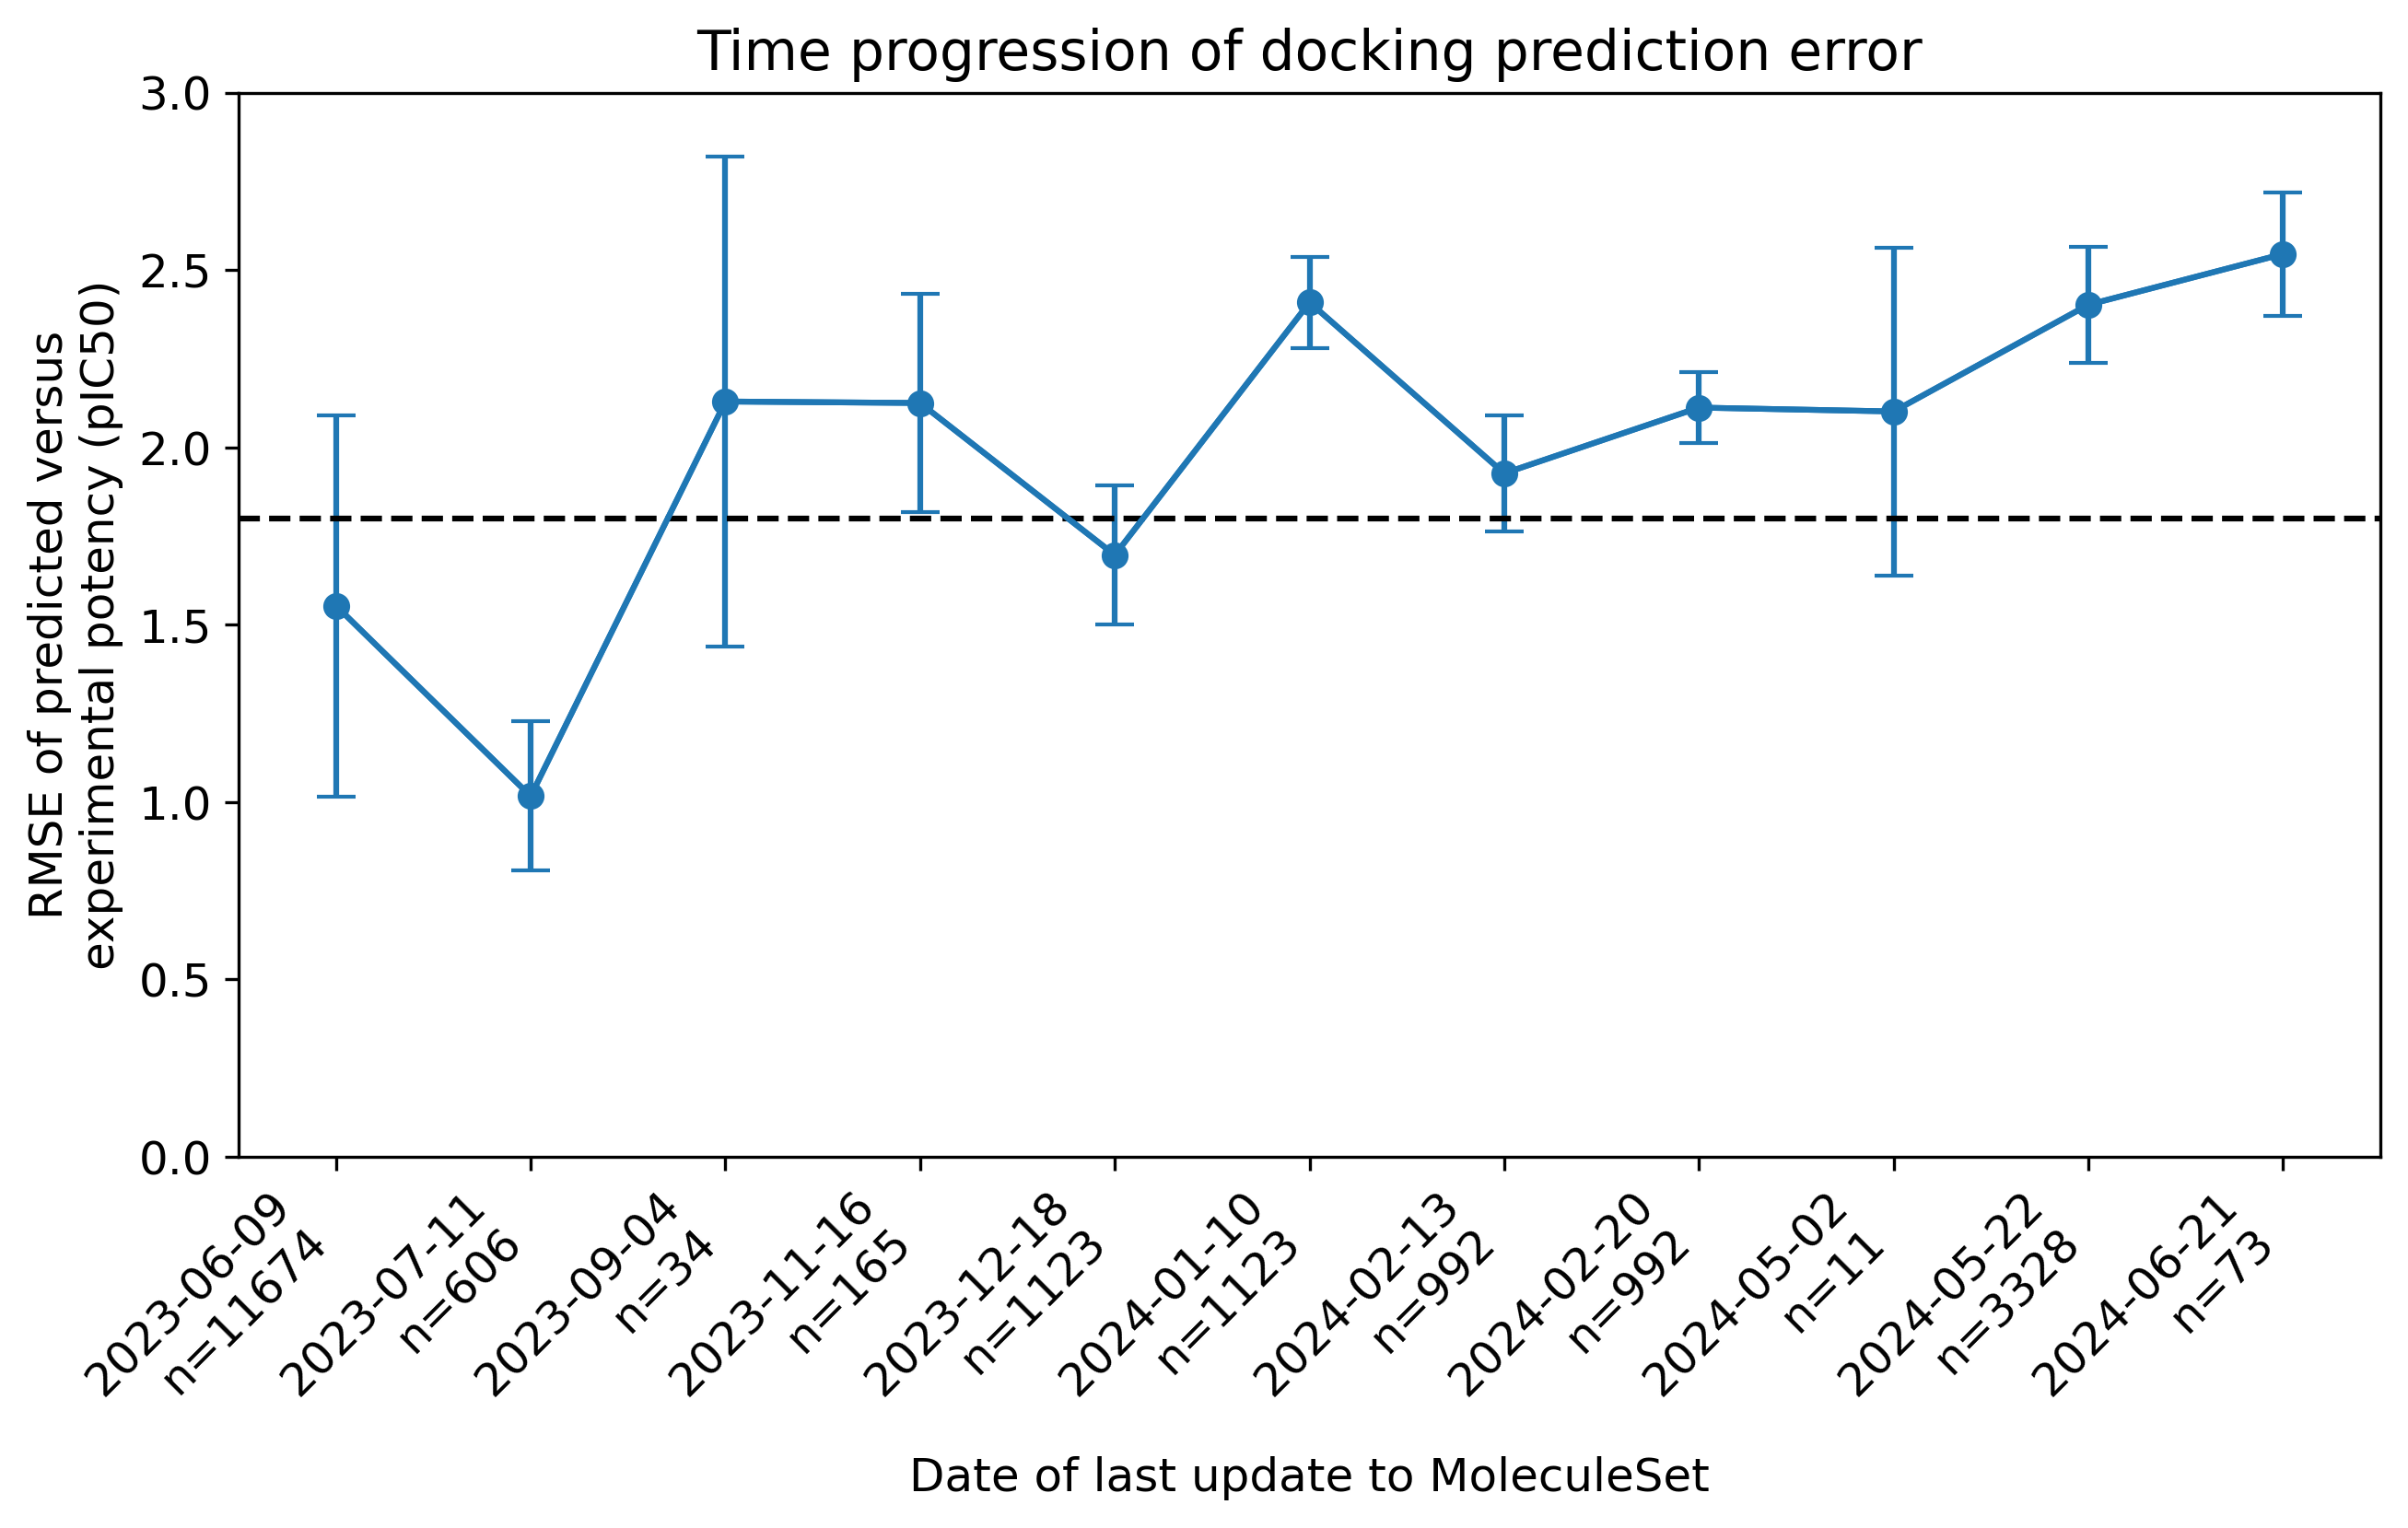 Time progression of docking prediction error
RMSE of predicted versus
experimental potency (pIC50)
3.0
2.5
2.0
1.5
1.0
0.5
0.0
2023-06-09
n=11674
2023-07-11
n=606
2023-09-04
n=34
2023-11-16
n=165
2023-12-18
n=1123
2024-01-10
n=1123
2024-02-13
n=992
2024-02-20
n=992
2024-05-02
n=11
2024-05-22
n=3328
2024-06-21
n=73
Date of last update to MoleculeSet